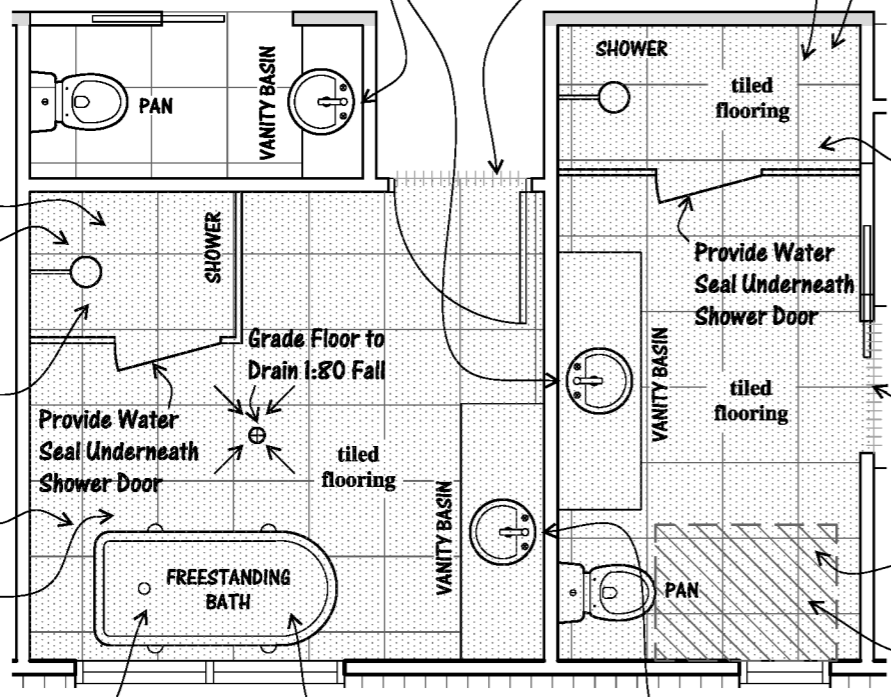 PAN
VANITY BASIN
SHOWER
tiled
flooring
SHOWER
Provide Water
Seal Underneath
Shower Door
Grade Floor to
Drain 1:80 Fall
VANITY BASIN
tiled
flooring
Provide Water
Seal Underneath
Shower Door
tiled
flooring
VANITY BASIN
FREESTANDING
BATH
PAN